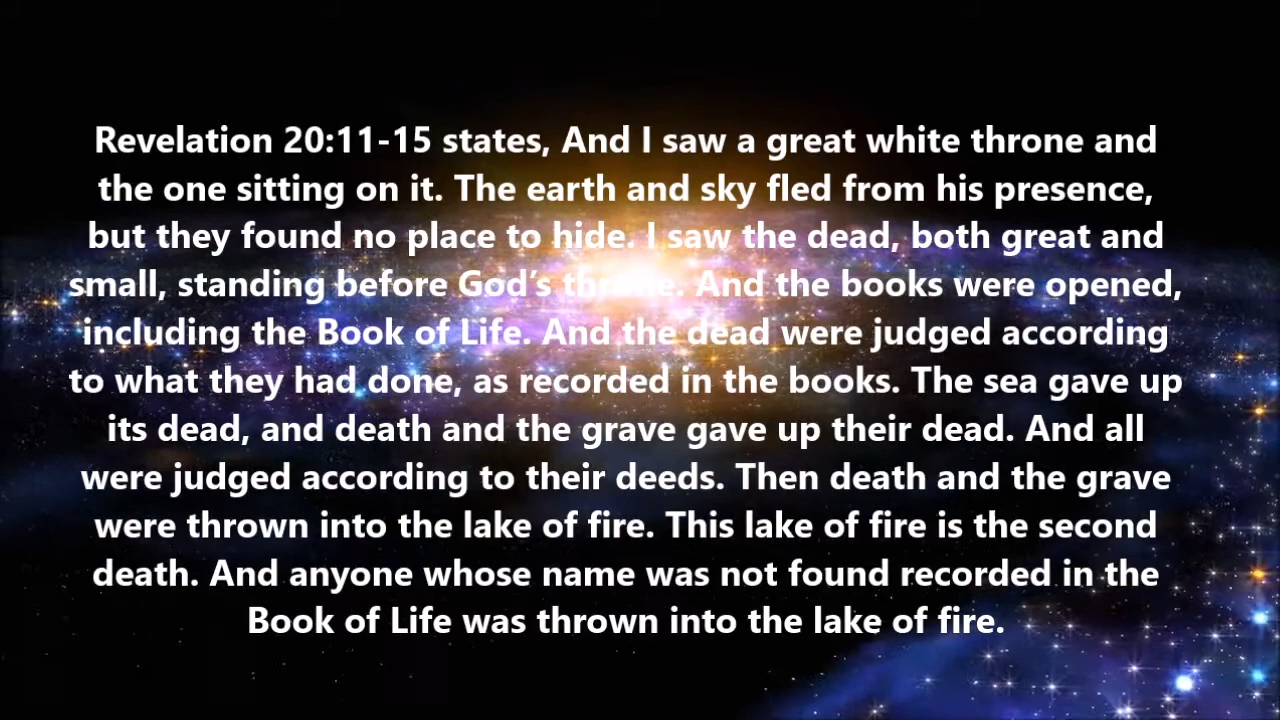 Revelation 20:11-15 states, And I saw a great white throne and
the one sitting on it. The earth and sky fled from his presence,
but they found no place to hide. I saw the dead, both great and
small, standing before God’s throne. And the books were opened,
including the Book of Life. And the dead were judged according
to what they had done, as recorded in the books. The sea gave up
its dead, and death and the grave gave up their dead. And all
were judged according to their deeds. Then death and the grave
were thrown into the lake of fire. This lake of fire is the second
death. And anyone whose name was not found recorded in the
Book of Life was thrown into the lake of fire.